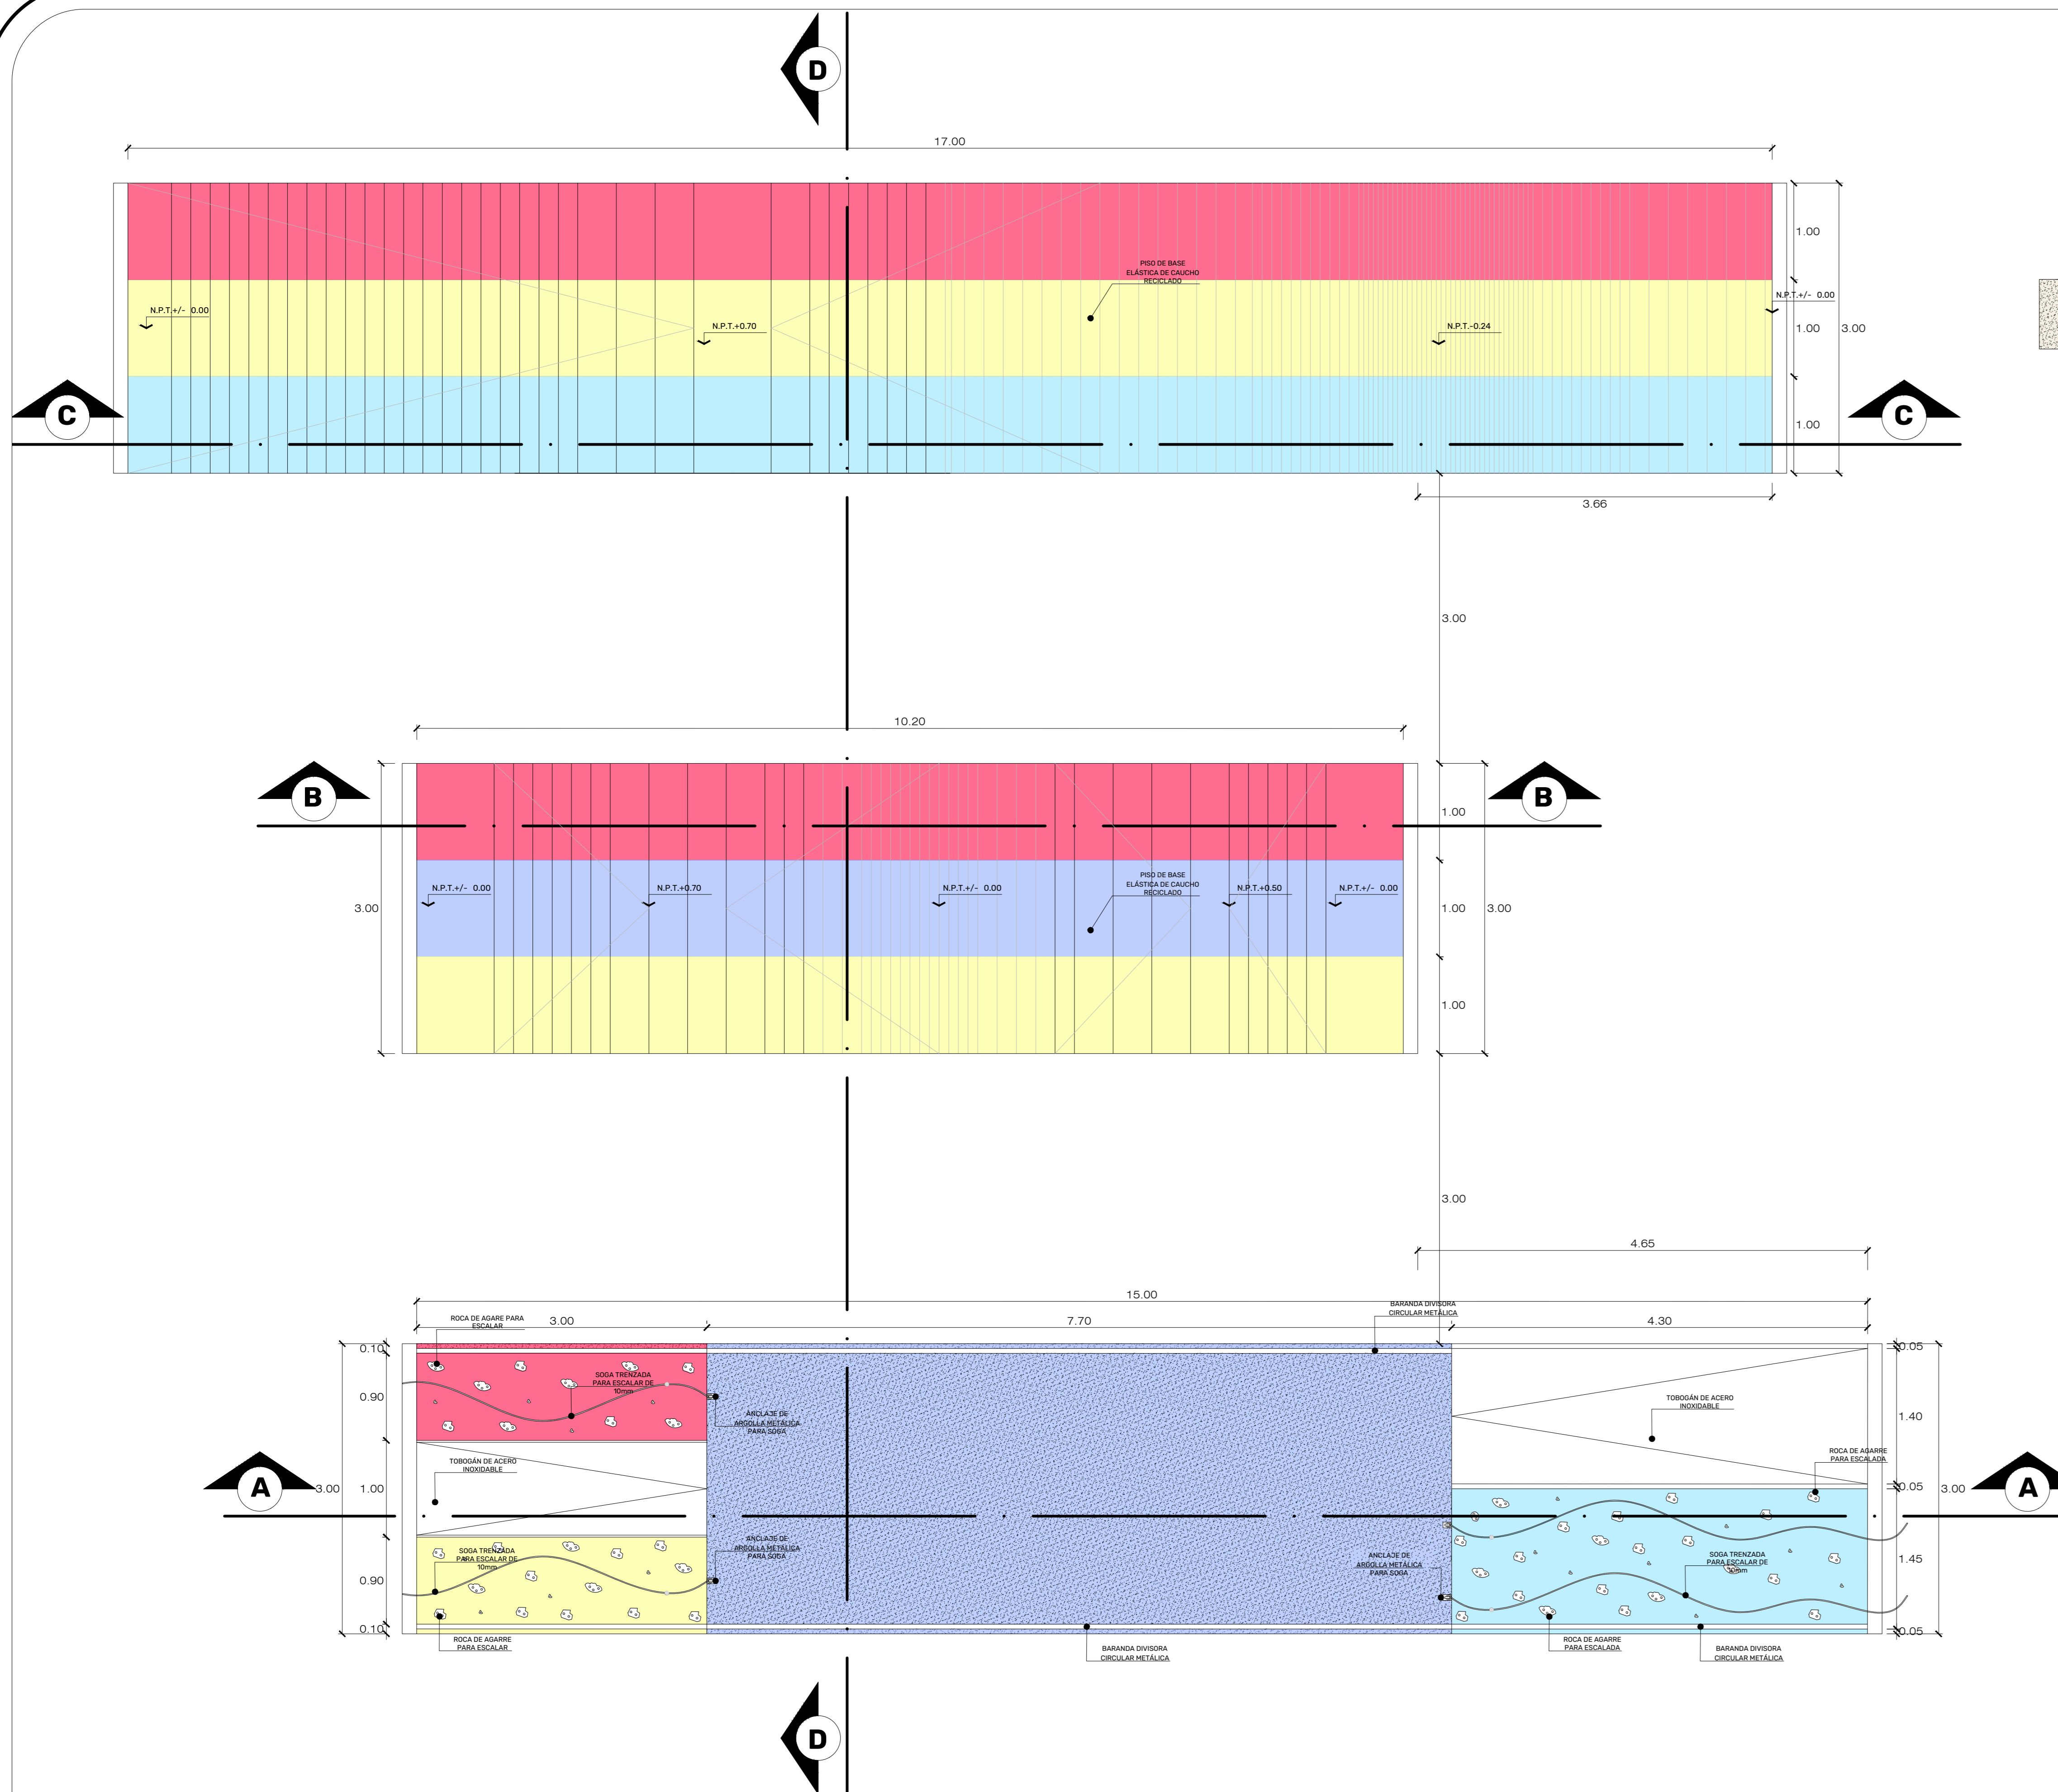 D
17.00
1.00
PISO DE BASE
ELÁSTICA DE CAUCHO
RECICLADO
N.P.T.+/- 0.00
N.P.T.+/- 0.00
N.P.T.+0.70
N.P.T.-0.24
1.00
3.00
C
C
1.00
3.66
3.00
10.20
B
B
1.00
PISO DE BASE
ELÁSTICA DE CAUCHO
RECICLADO
N.P.T.+/- 0.00
N.P.T.+0.70
N.P.T.+/- 0.00
N.P.T.+0.50
N.P.T.+/- 0.00
3.00
1.00
3.00
1.00
3.00
4.65
15.00
BARANDA DIVISORA
CIRCULAR METÁLICA
ROCA DE AGARE PARA
ESCALAR
3.00
7.70
4.30
0.10
0.05
SOGA TRENZADA
PARA ESCALAR DE
10mm
0.90
TOBOGÁN DE ACERO
INOXIDABLE
1.40
ANCLAJE DE
ARGOLLA METÁLICA
PARA SOGA
ROCA DE AGARRE
PARA ESCALADA
TOBOGÁN DE ACERO
INOXIDABLE
A
3.00
1.00
0.05
3.00
A
ANCLAJE DE
ARGOLLA METÁLICA
PARA SOGA
SOGA TRENZADA
PARA ESCALAR DE
10mm
ANCLAJE DE
ARGOLLA METÁLICA
PARA SOGA
SOGA TRENZADA
PARA ESCALAR DE
10mm
1.45
0.90
0.10
0.05
ROCA DE AGARRE
PARA ESCALAR
BARANDA DIVISORA
CIRCULAR METÁLICA
ROCA DE AGARRE
PARA ESCALADA
BARANDA DIVISORA
CIRCULAR METÁLICA
D